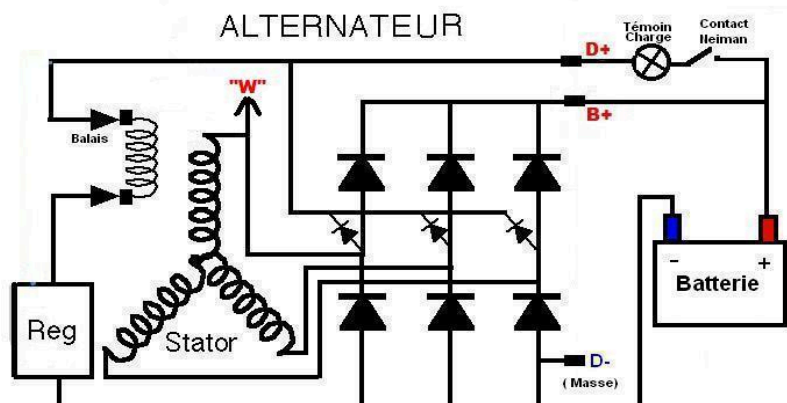 ALTERNATEUR
Témoin
Charge
Contact
Neiman
D+
"W"
B+
Balais
Reg
Stator
- +
Batterie
D-
( Masse)